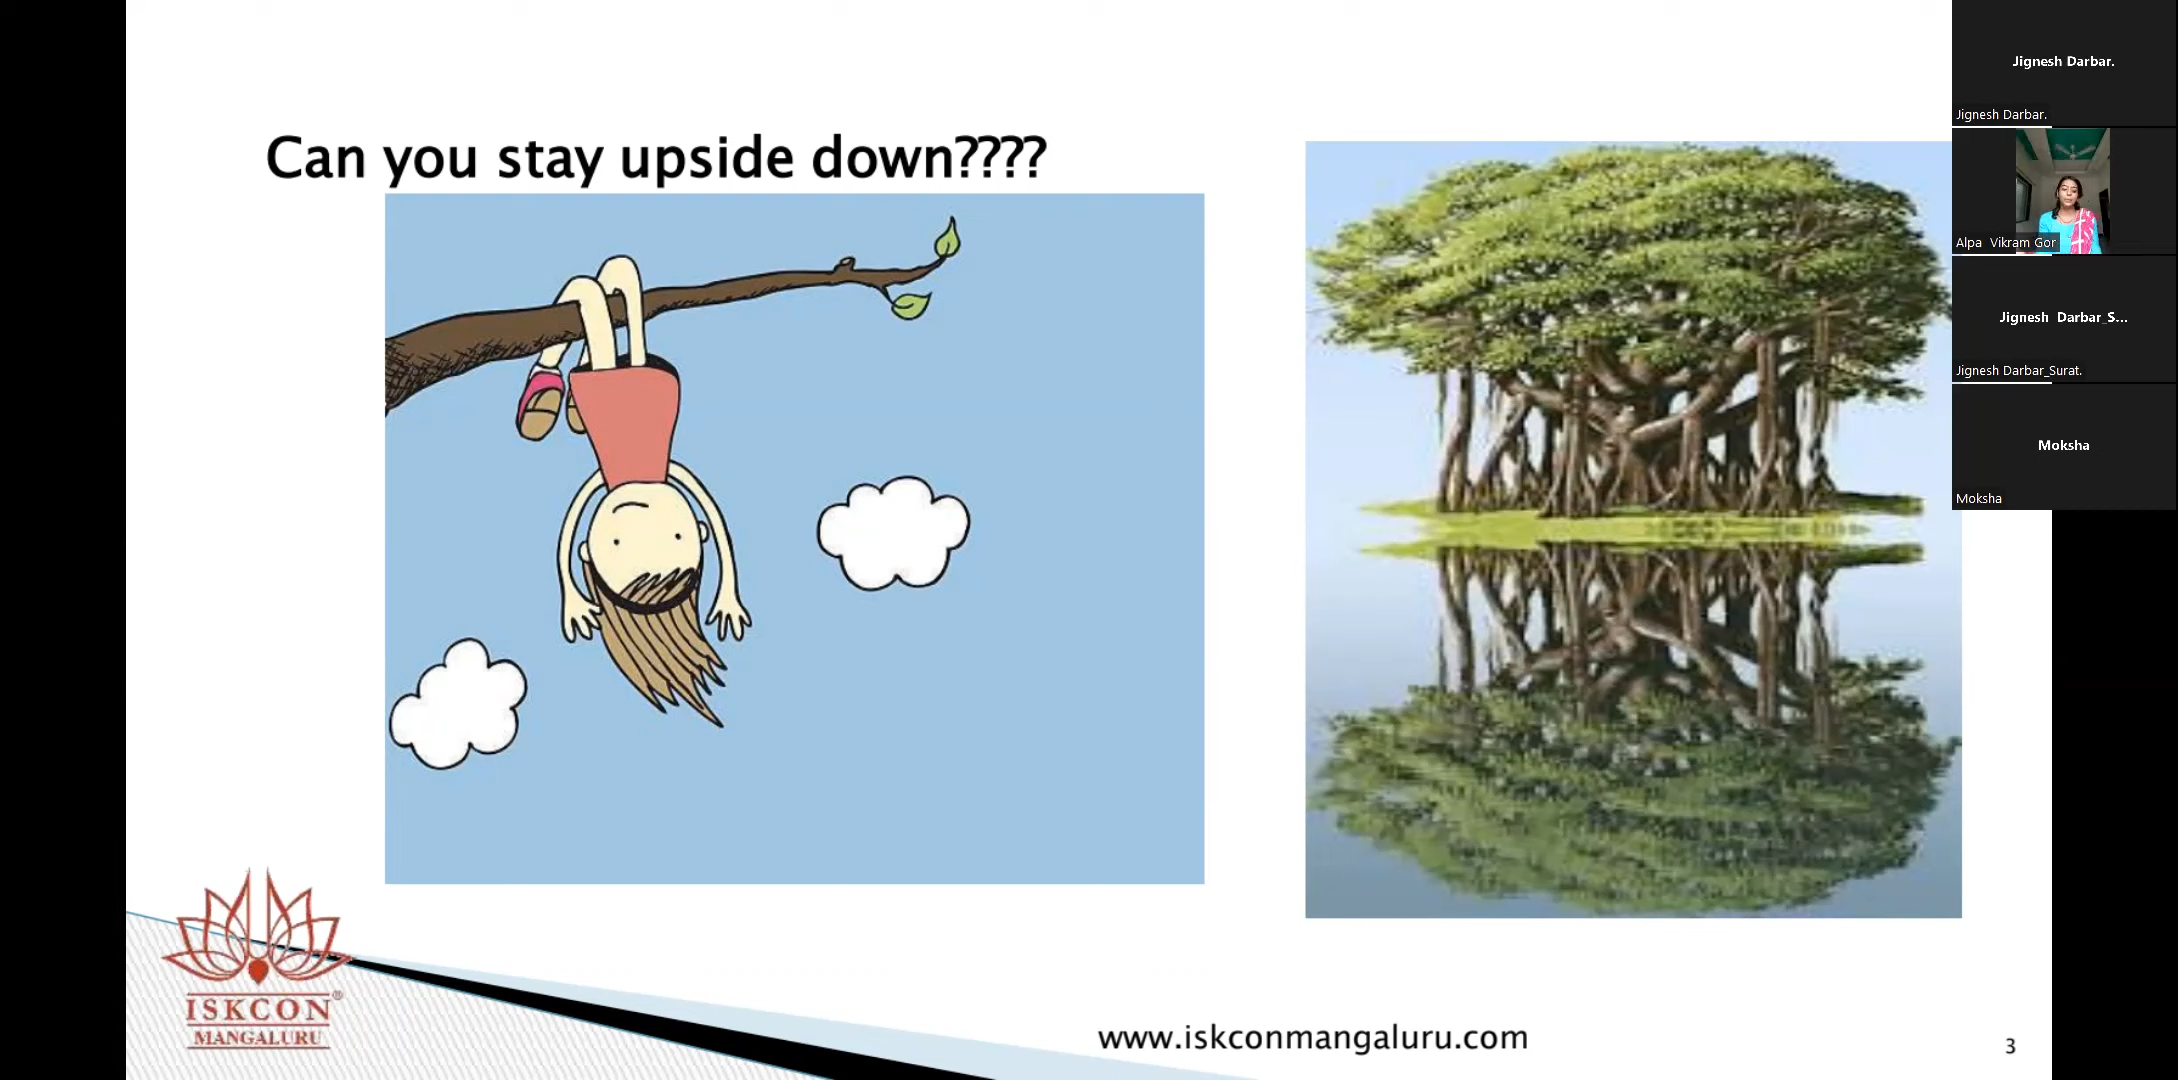 Can you stay upside down????
Jignesh Darbar.
Jignesh Darbar.
Alpa Vikram Gor
Jignesh Darbar_S...
Jignesh Darbar_Surat.
Moksha
Moksha
ISKCON®
MANGALURU
www.iskconmangaluru.com
3